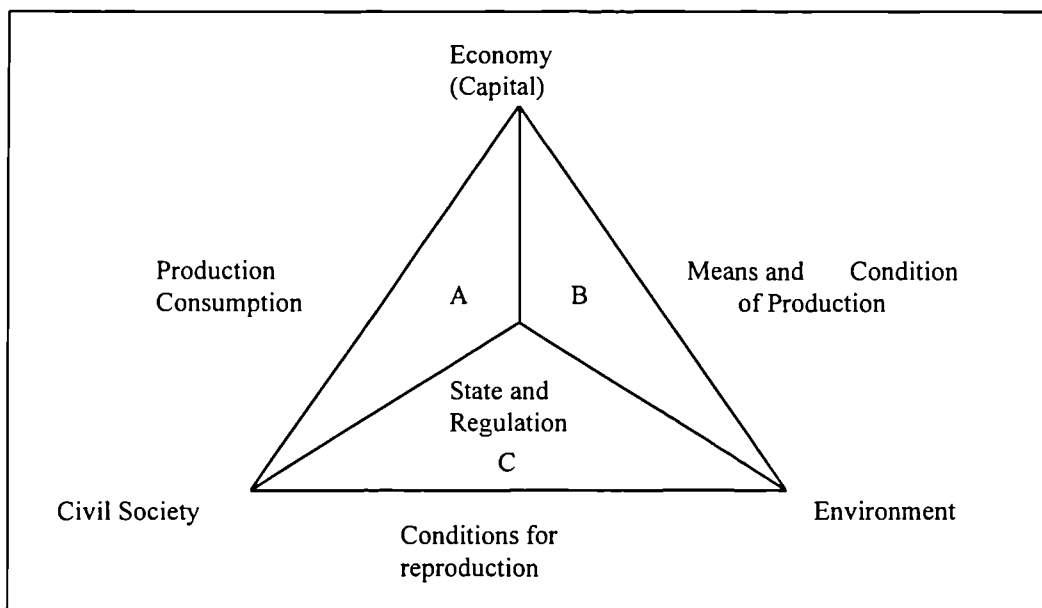 Economy
(Capital)
Production
Consumption
Means and Condition
of Production
A
B
State and
Regulation
C
Civil Society
Environment
Conditions for
reproduction